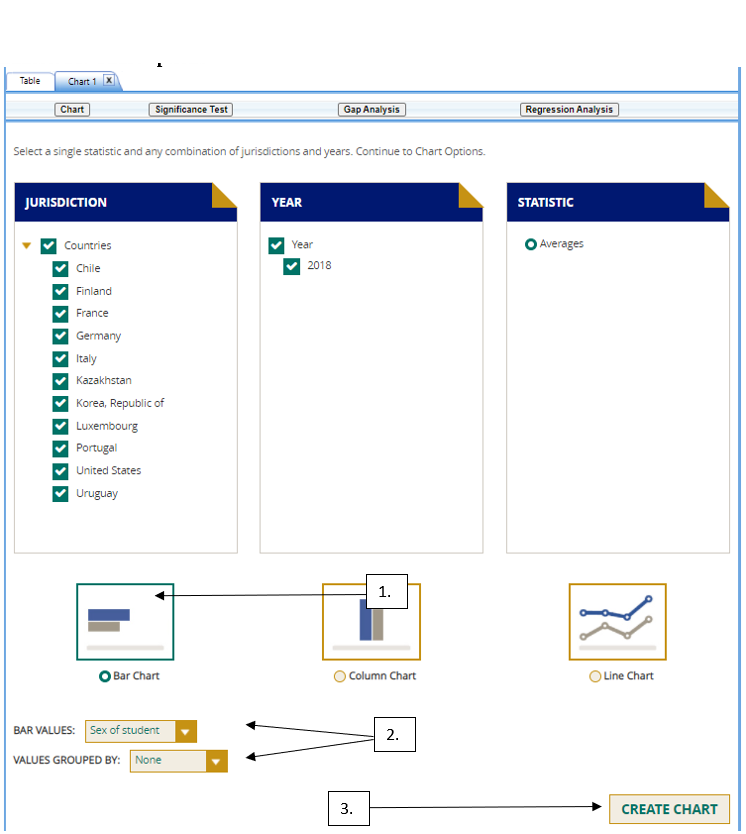 Table
Chart 1 X
Chart
Significance Test
Gap Analysis
Regression Analysis
Select a single statistic and any combination of jurisdictions and years. Continue to Chart Options.
JURISDICTION
Countries
Chile
Finland
France
Germany
Italy
Kazakhstan
Korea, Republic of
Luxembourg
Portugal
United States
Uruguay
YEAR
Year
2018
STATISTIC
Averages
1.
Bar Chart
Column Chart
Line Chart
BAR VALUES: Sex of student
VALUES GROUPED BY: None
2.
3.
CREATE CHART